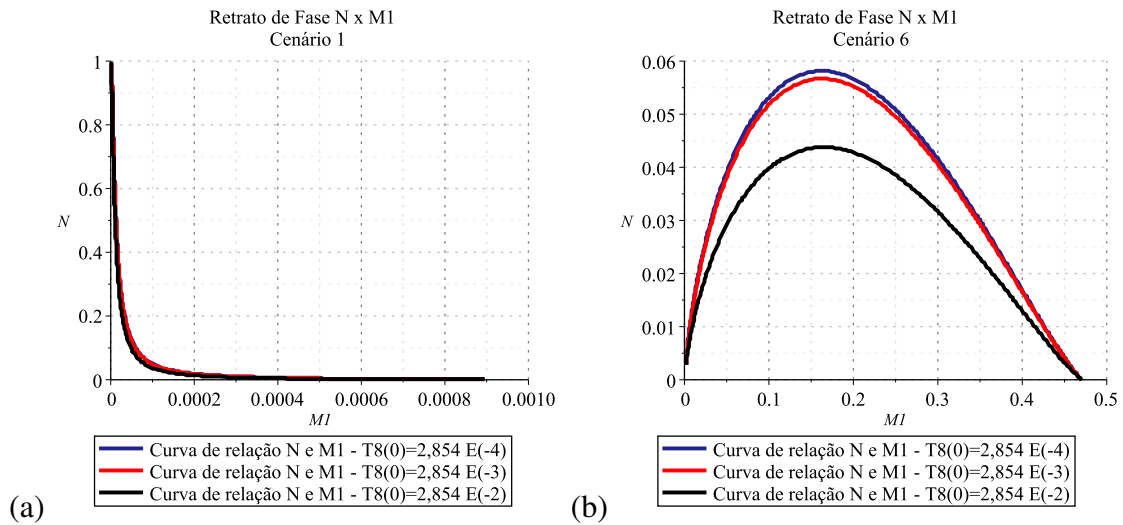 Retrato de Fase N x M1
Cenário 1
1
0.8
0.6
N
0.4
0.2
0
0 0.0002 0.0004 0.0006 0.0008 0.0010
M1
Curva de relação N e M1 - T8(0)=2,854 E(-4)
Curva de relação N e M1 - T8(0)=2,854 E(-3)
Curva de relação N e M1 - T8(0)=2,854 E(-2)
(a)
Retrato de Fase N x M1
Cenário 6
0.06
0.05
0.04
N
0.03
0.02
0.01
0
0 0.1 0.2 0.3 0.4 0.5
M1
Curva de relação N e M1 - T8(0)=2,854 E(-4)
Curva de relação N e M1 - T8(0)=2,854 E(-3)
Curva de relação N e M1 - T8(0)=2,854 E(-2)
(b)